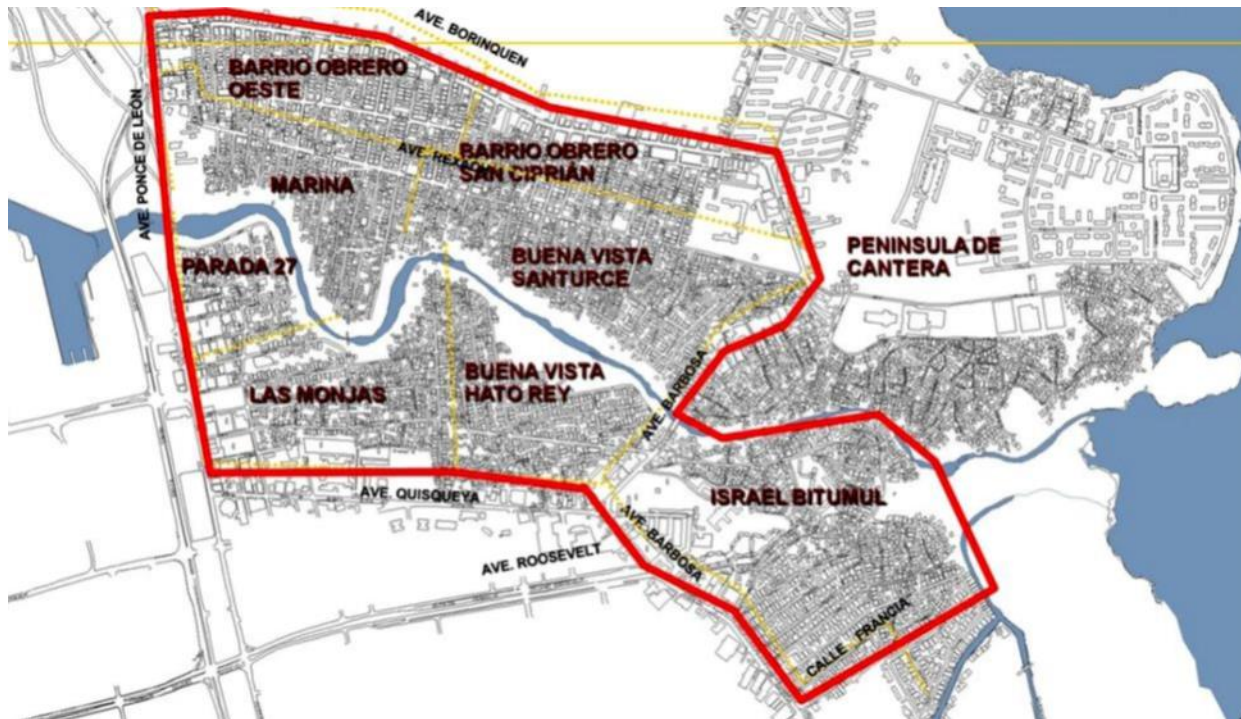 AVE. BORINQUEN
BARRIO OBRERO
OESTE
AVE. PONCE DE LEÓN
BARRIO OBRERO
SAN CIPRIÁN
AVE. REXACH
MARINA
PENINSULA DE
CANTERA
BUENA VISTA
SANTURCE
PARADA 27
BUENA VISTA
HATO REY
LAS MONJAS
AVE. BARBOSA
AVE. QUISQUEYA
ISRAEL BITUMUL
AVE. BARBOSA
AVE. ROOSEVELT
CALLE FRANCIA